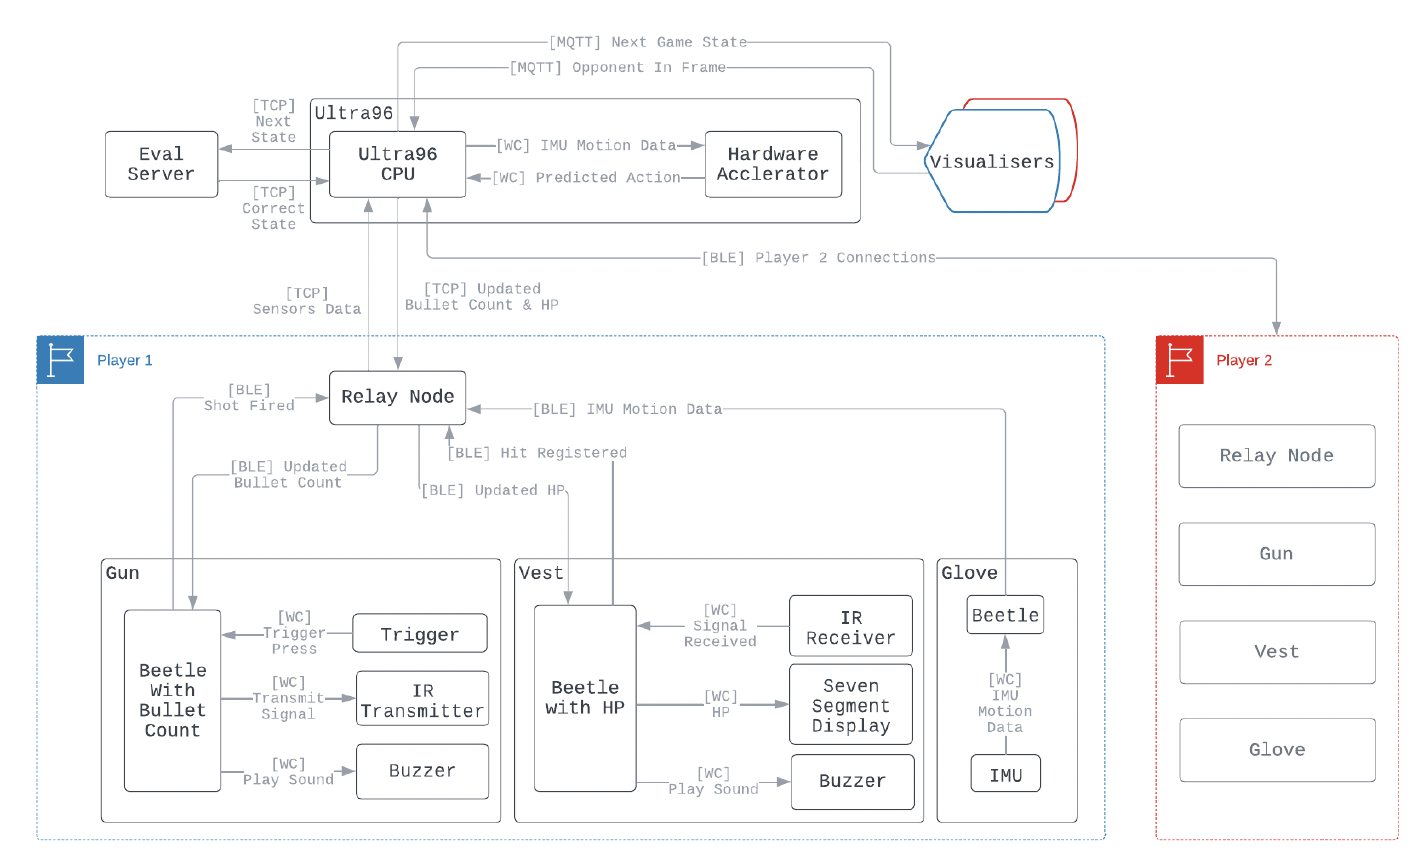 [MQTT] Next Game State
[MQTT] Opponent In Frame
[TCP]
Next
State
Ultra96
Eval
Server
Ultra96
CPU
[WC] IMU Motion Data
[WC] Predicted Action
Hardware
Acclerator
Visualisers
[TCP]
Correct
State
[BLE] Player 2 Connections
[TCP]
Sensors Data
[TCP] Updated
Bullet Count & HP
Player 1
Player 2
Relay Node
[BLE]
Shot Fired
[BLE] IMU Motion Data
[BLE] Hit Registered
[BLE] Updated
Bullet Count
[BLE] Updated HP
Relay Node
Gun
Vest
Glove
Gun
Beetle
With
Bullet
Count
[WC]
Trigger
Press
Trigger
[WC]
Transmit
Signal
IR
Transmitter
[WC]
Play Sound
Buzzer
Vest
Beetle
with HP
[WC]
Signal
Received
IR
Receiver
[WC]
HP
Seven
Segment
Display
[WC]
Play Sound
Buzzer
Glove
Beetle
[WC]
IMU
Motion
Data
IMU